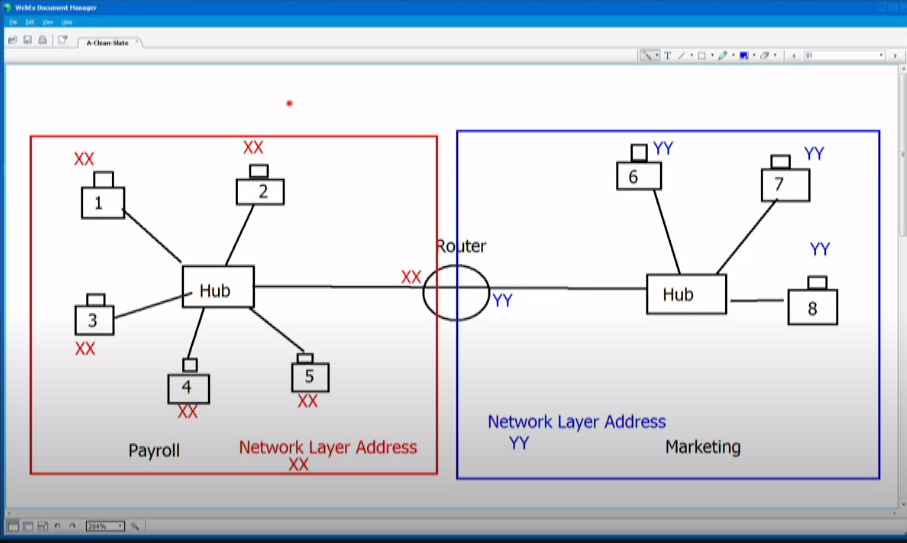 WebEx Document Manager
File Edit View Help
A-Clean-Slate
T
01
XX
XX
YY
YY
1
2
6
7
Router
YY
Hub
XX
YY
Hub
3
8
XX
4
5
XX
XX
Network Layer Address
YY
Payroll
Network Layer Address
XX
Marketing
204%